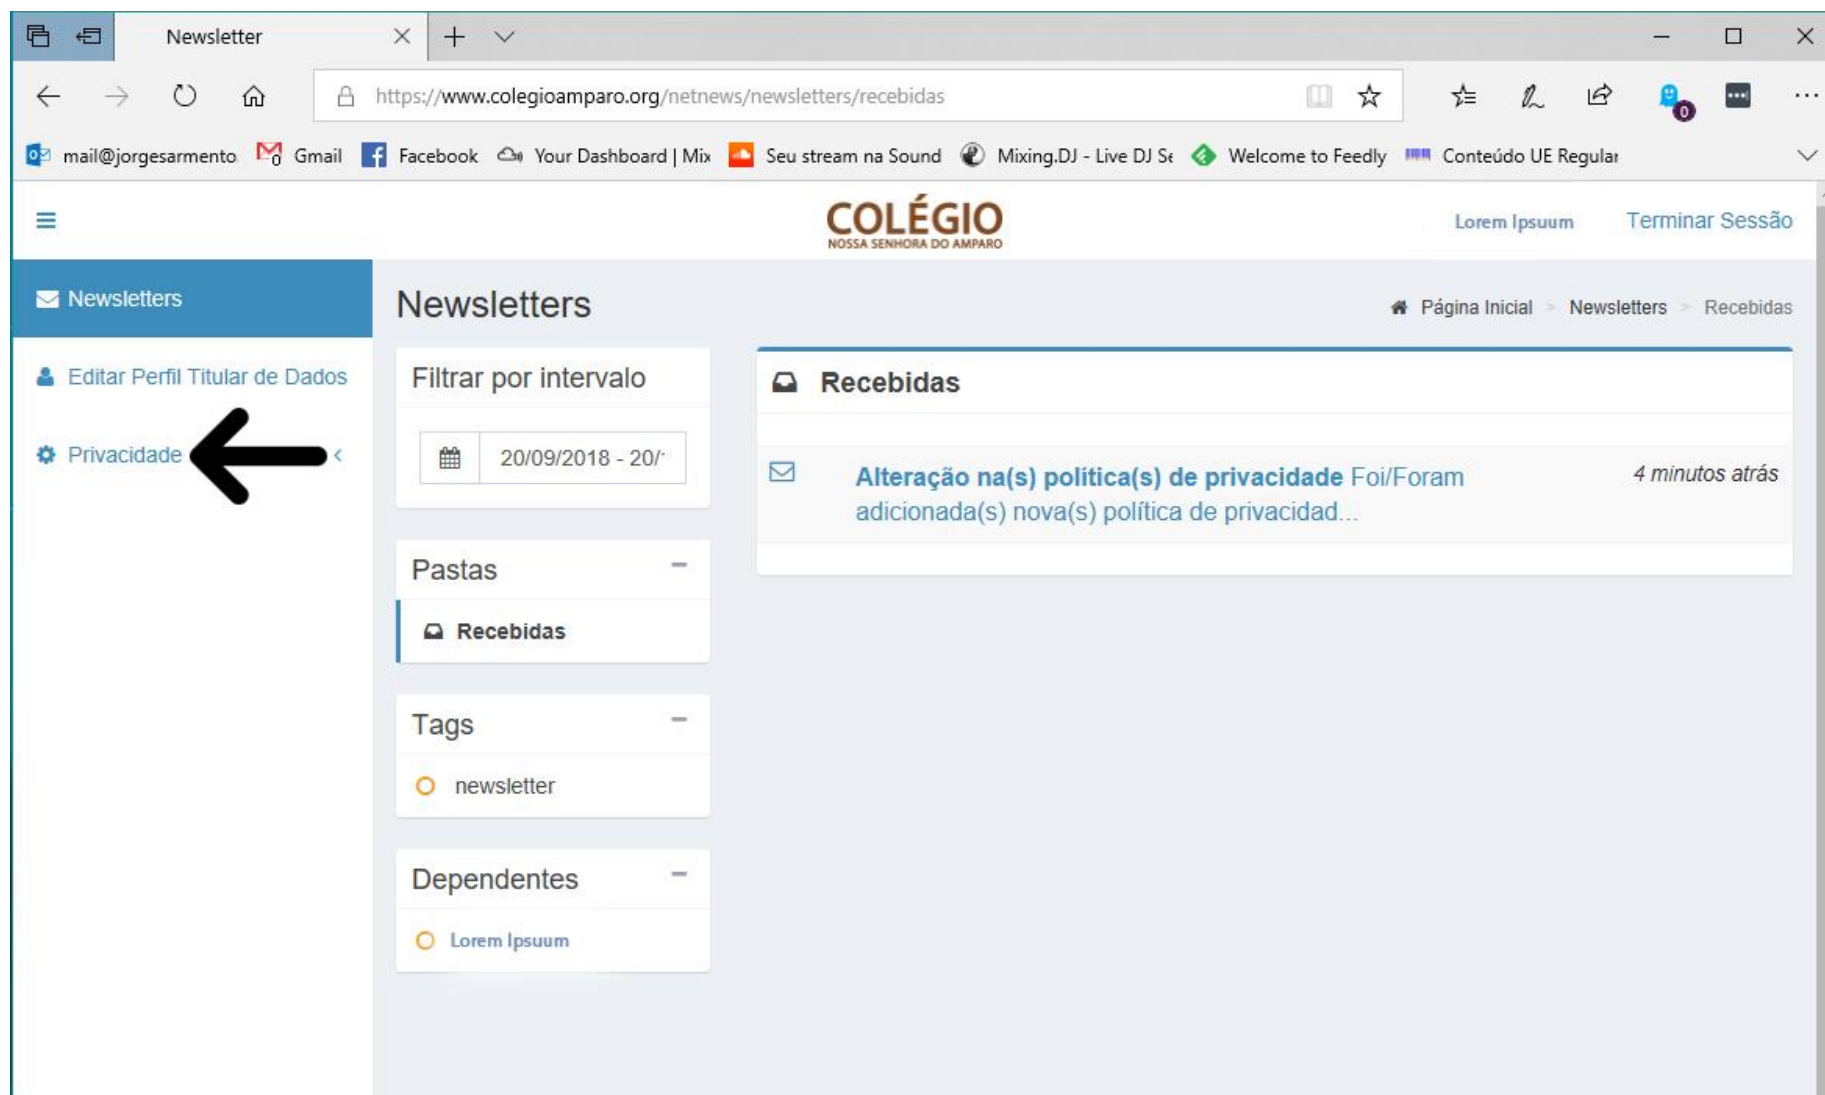 Newsletter
https://www.colegioamparo.org/netnews/newsletters/recebidas
0
mail@jorgesarmento. Gmail Facebook Your Dashboard | Mix Seu stream na Sound Mixing.DJ - Live DJ Se Welcome to Feedly Conteúdo UE Regular
COLÉGIO
NOSSA SENHORA DO AMPARO
Lorem Ipsuum Terminar Sessão
Newsletters
Editar Perfil Titular de Dados
Privacidade <
Newsletters
Página Inicial > Newsletters > Recebidas
Filtrar por intervalo
20/09/2018 - 20/
Pastas
Recebidas
Tags
newsletter
Dependentes
Lorem Ipsuum
Recebidas
Alteração na(s) política(s) de privacidade Foi/Foram
adicionada(s) nova(s) política de privacidad...
4 minutos atrás